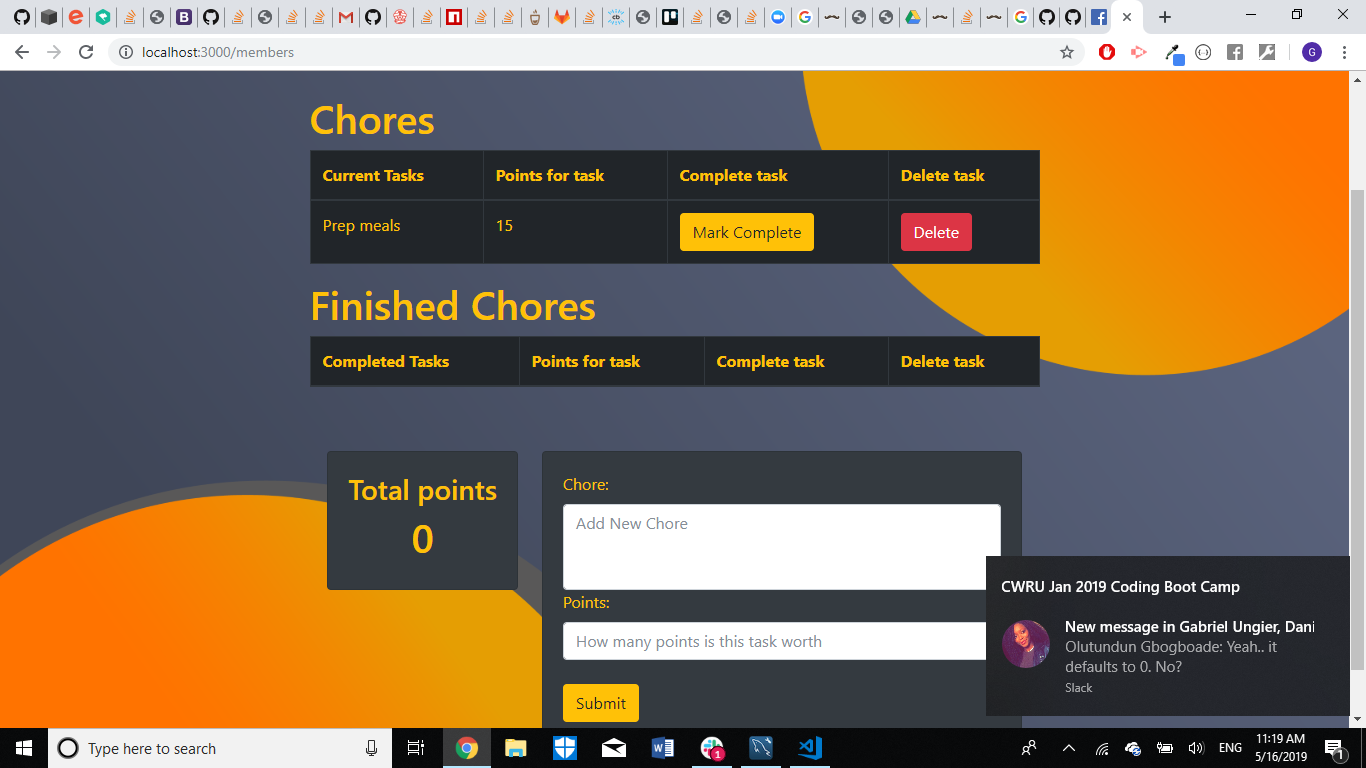 localhost:3000/members
G
Chores
Current Tasks Points for task Complete task Delete task
Prep meals 15 Mark Complete Delete
Finished Chores
Completed Tasks Points for task Complete task Delete task
Total points
0
Chore:
Add New Chore
Points:
How many points is this task worth
Submit
CWRU Jan 2019 Coding Boot Camp
New message in Gabriel Ungier, Dani
Olutundun Gbogboade: Yeah.. it
defaults to 0. No?
Slack
Type here to search
1
ENG
11:19 AM
5/16/2019
1